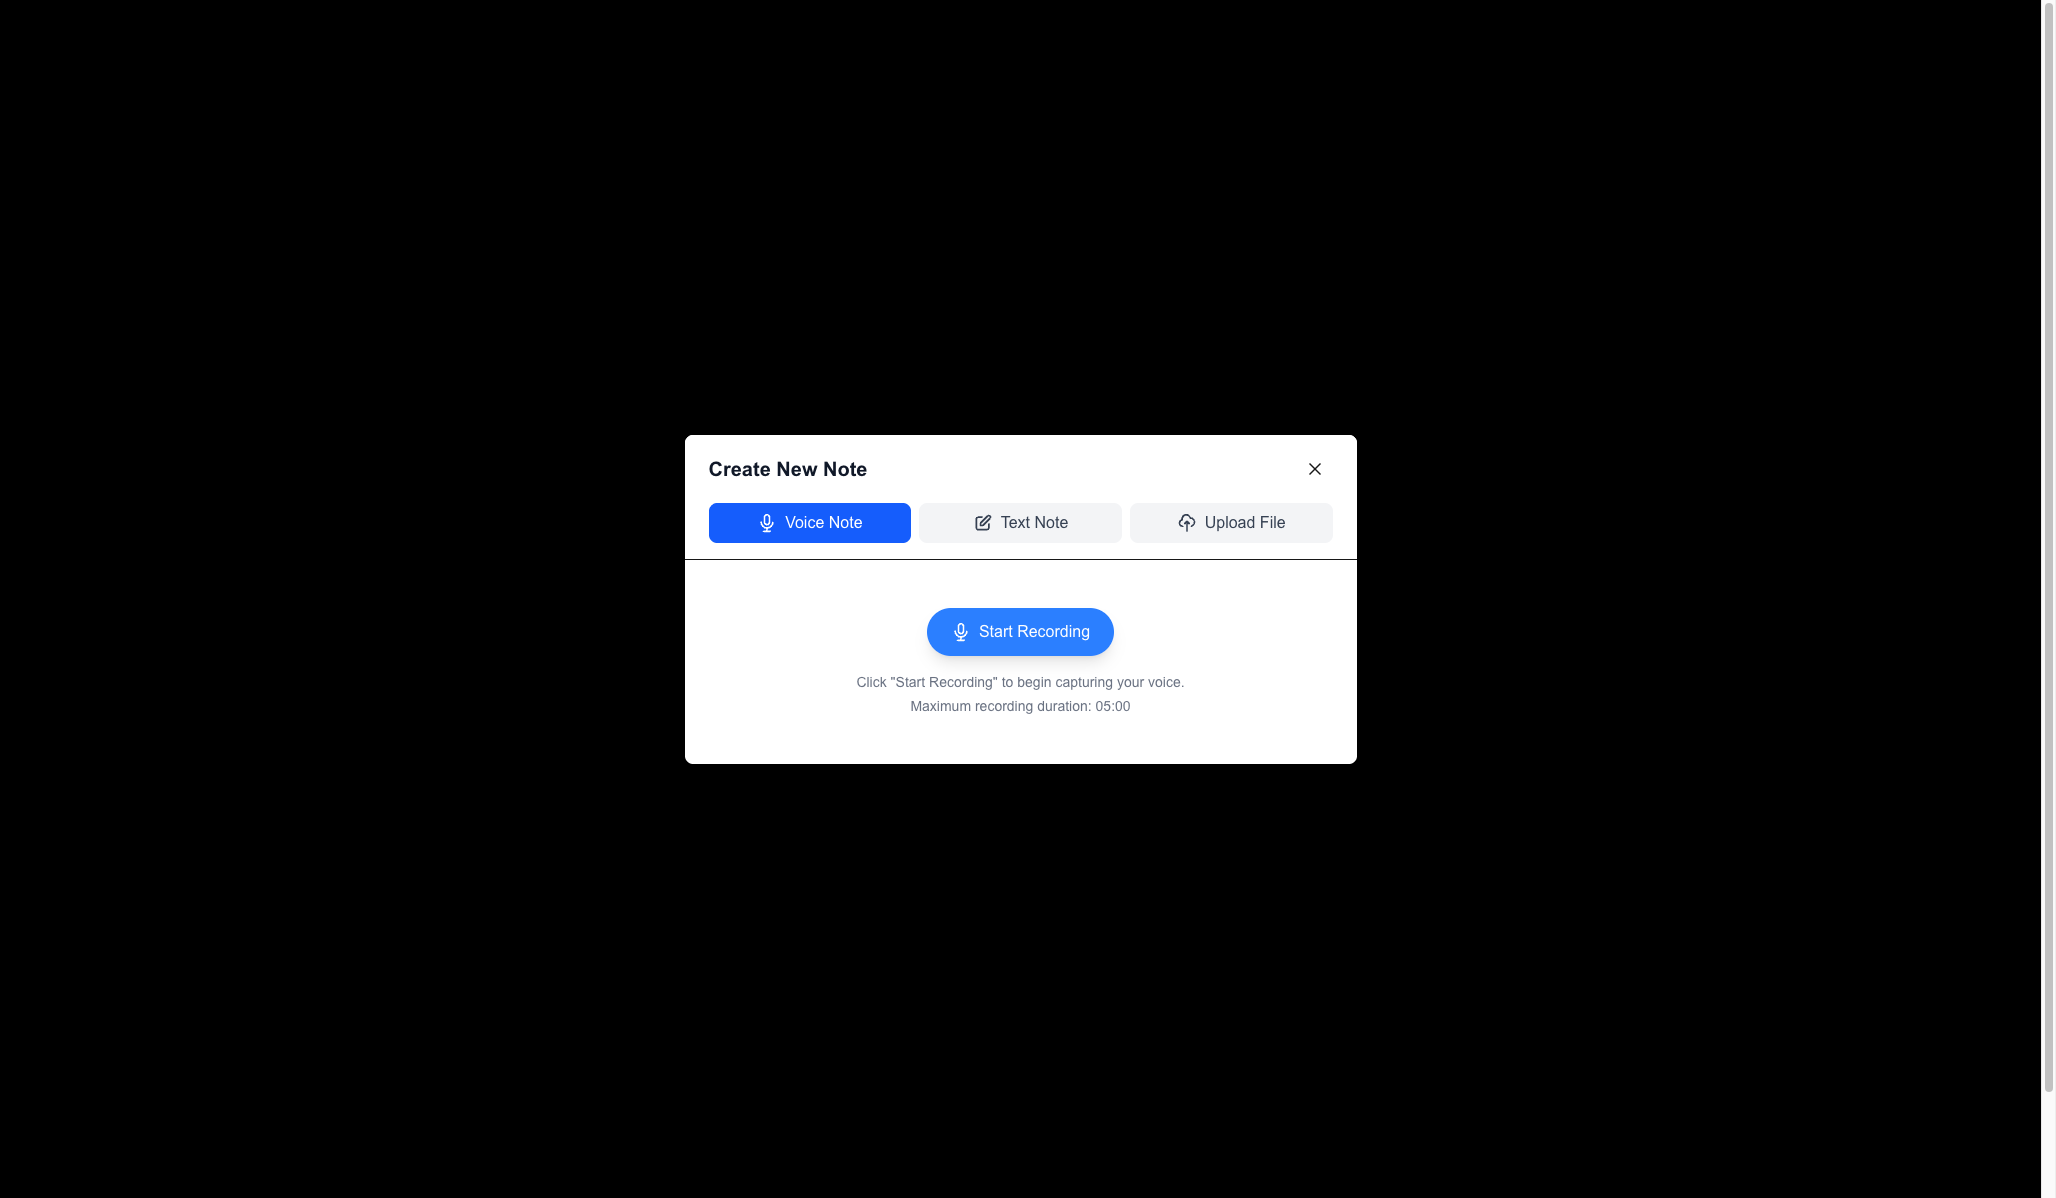 Create New Note
Voice Note
Text Note
Upload File
Start Recording
Click "Start Recording" to begin capturing your voice.
Maximum recording duration: 05:00